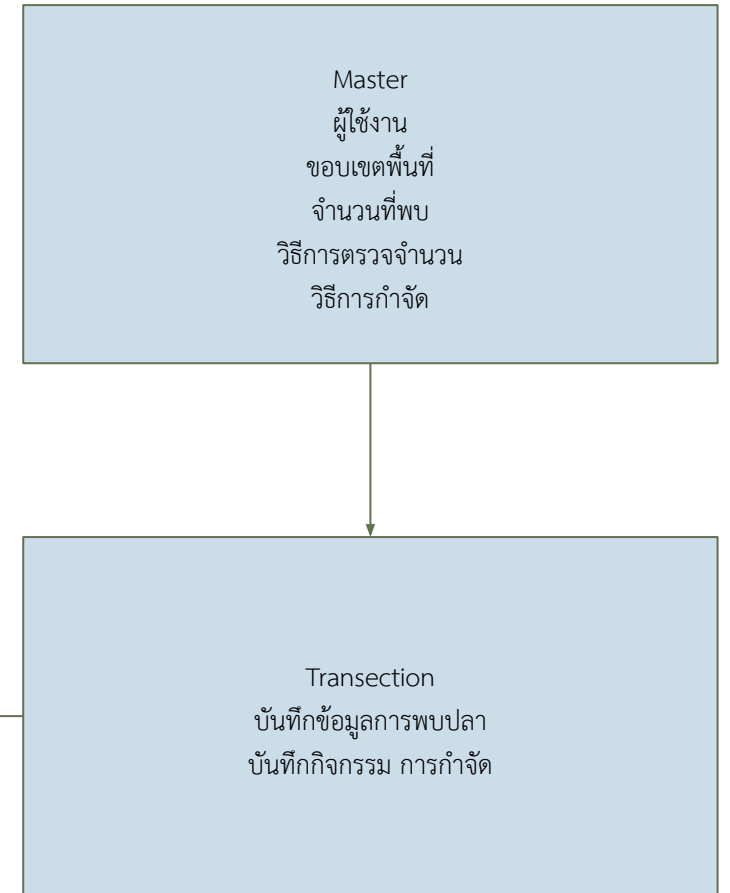 Master
ผู้ใช้งาน
ขอบเขตพื้นที่
จำนวนที่พบ
วิธีการตรวจจำนวน
วิธีการกำจัด
Transection
บันทึกข้อมูลการพบปลา
บันทึกกิจกรรม การกำจัด